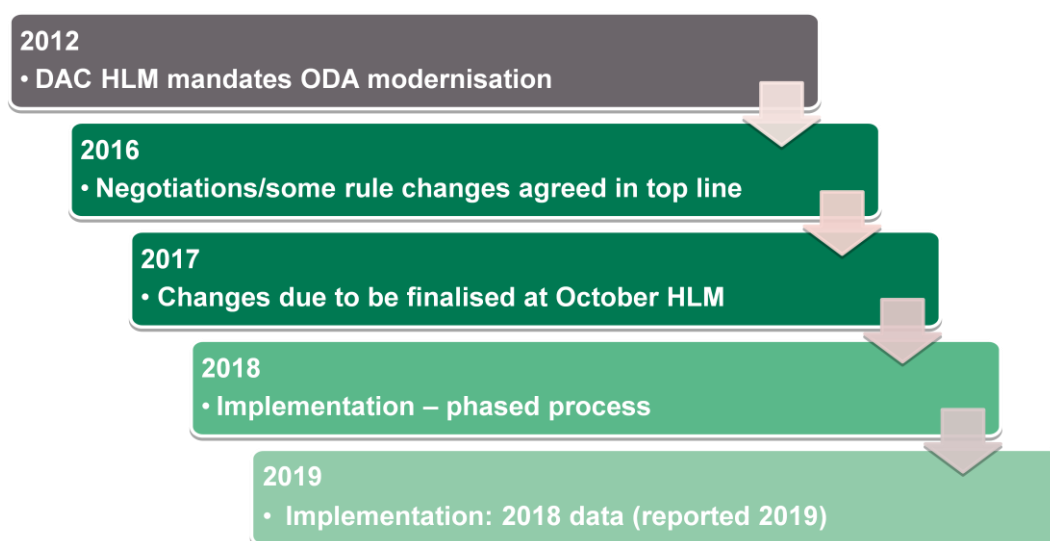 2012
• DAC HLM mandates ODA modernisation
2016
• Negotiations/some rule changes agreed in top line
2017
• Changes due to be finalised at October HLM
2018
• Implementation – phased process
2019
• Implementation: 2018 data (reported 2019)